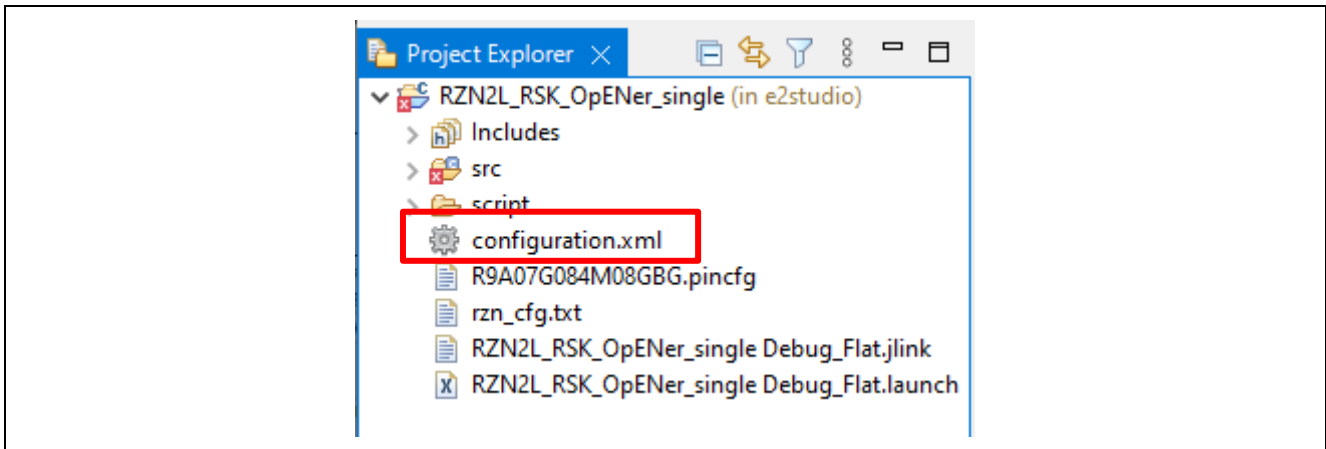 Project Explorer
RZN2L_RSK_OpENer_single (in e2studio)
Includes
src
script
configuration.xml
R9A07G084M08GBG.pincfg
rzn_cfg.txt
RZN2L_RSK_OpENer_single Debug_Flat.jlink
RZN2L_RSK_OpENer_single Debug_Flat.launch